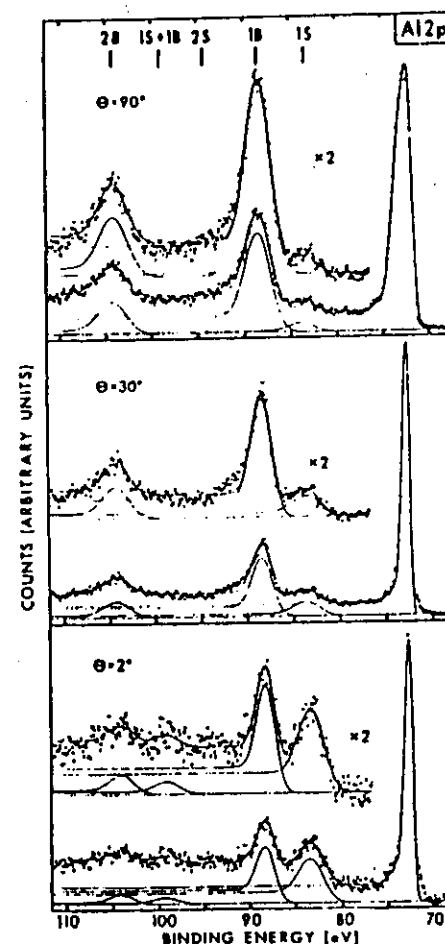 2B 1S+1B 2S 1B 1S
Al2p
Θ=90°
×2
Θ=30°
×2
Θ=2°
×2
COUNTS (ARBITRARY UNITS)
110 100 90 80 70
BINDING ENERGY [eV]